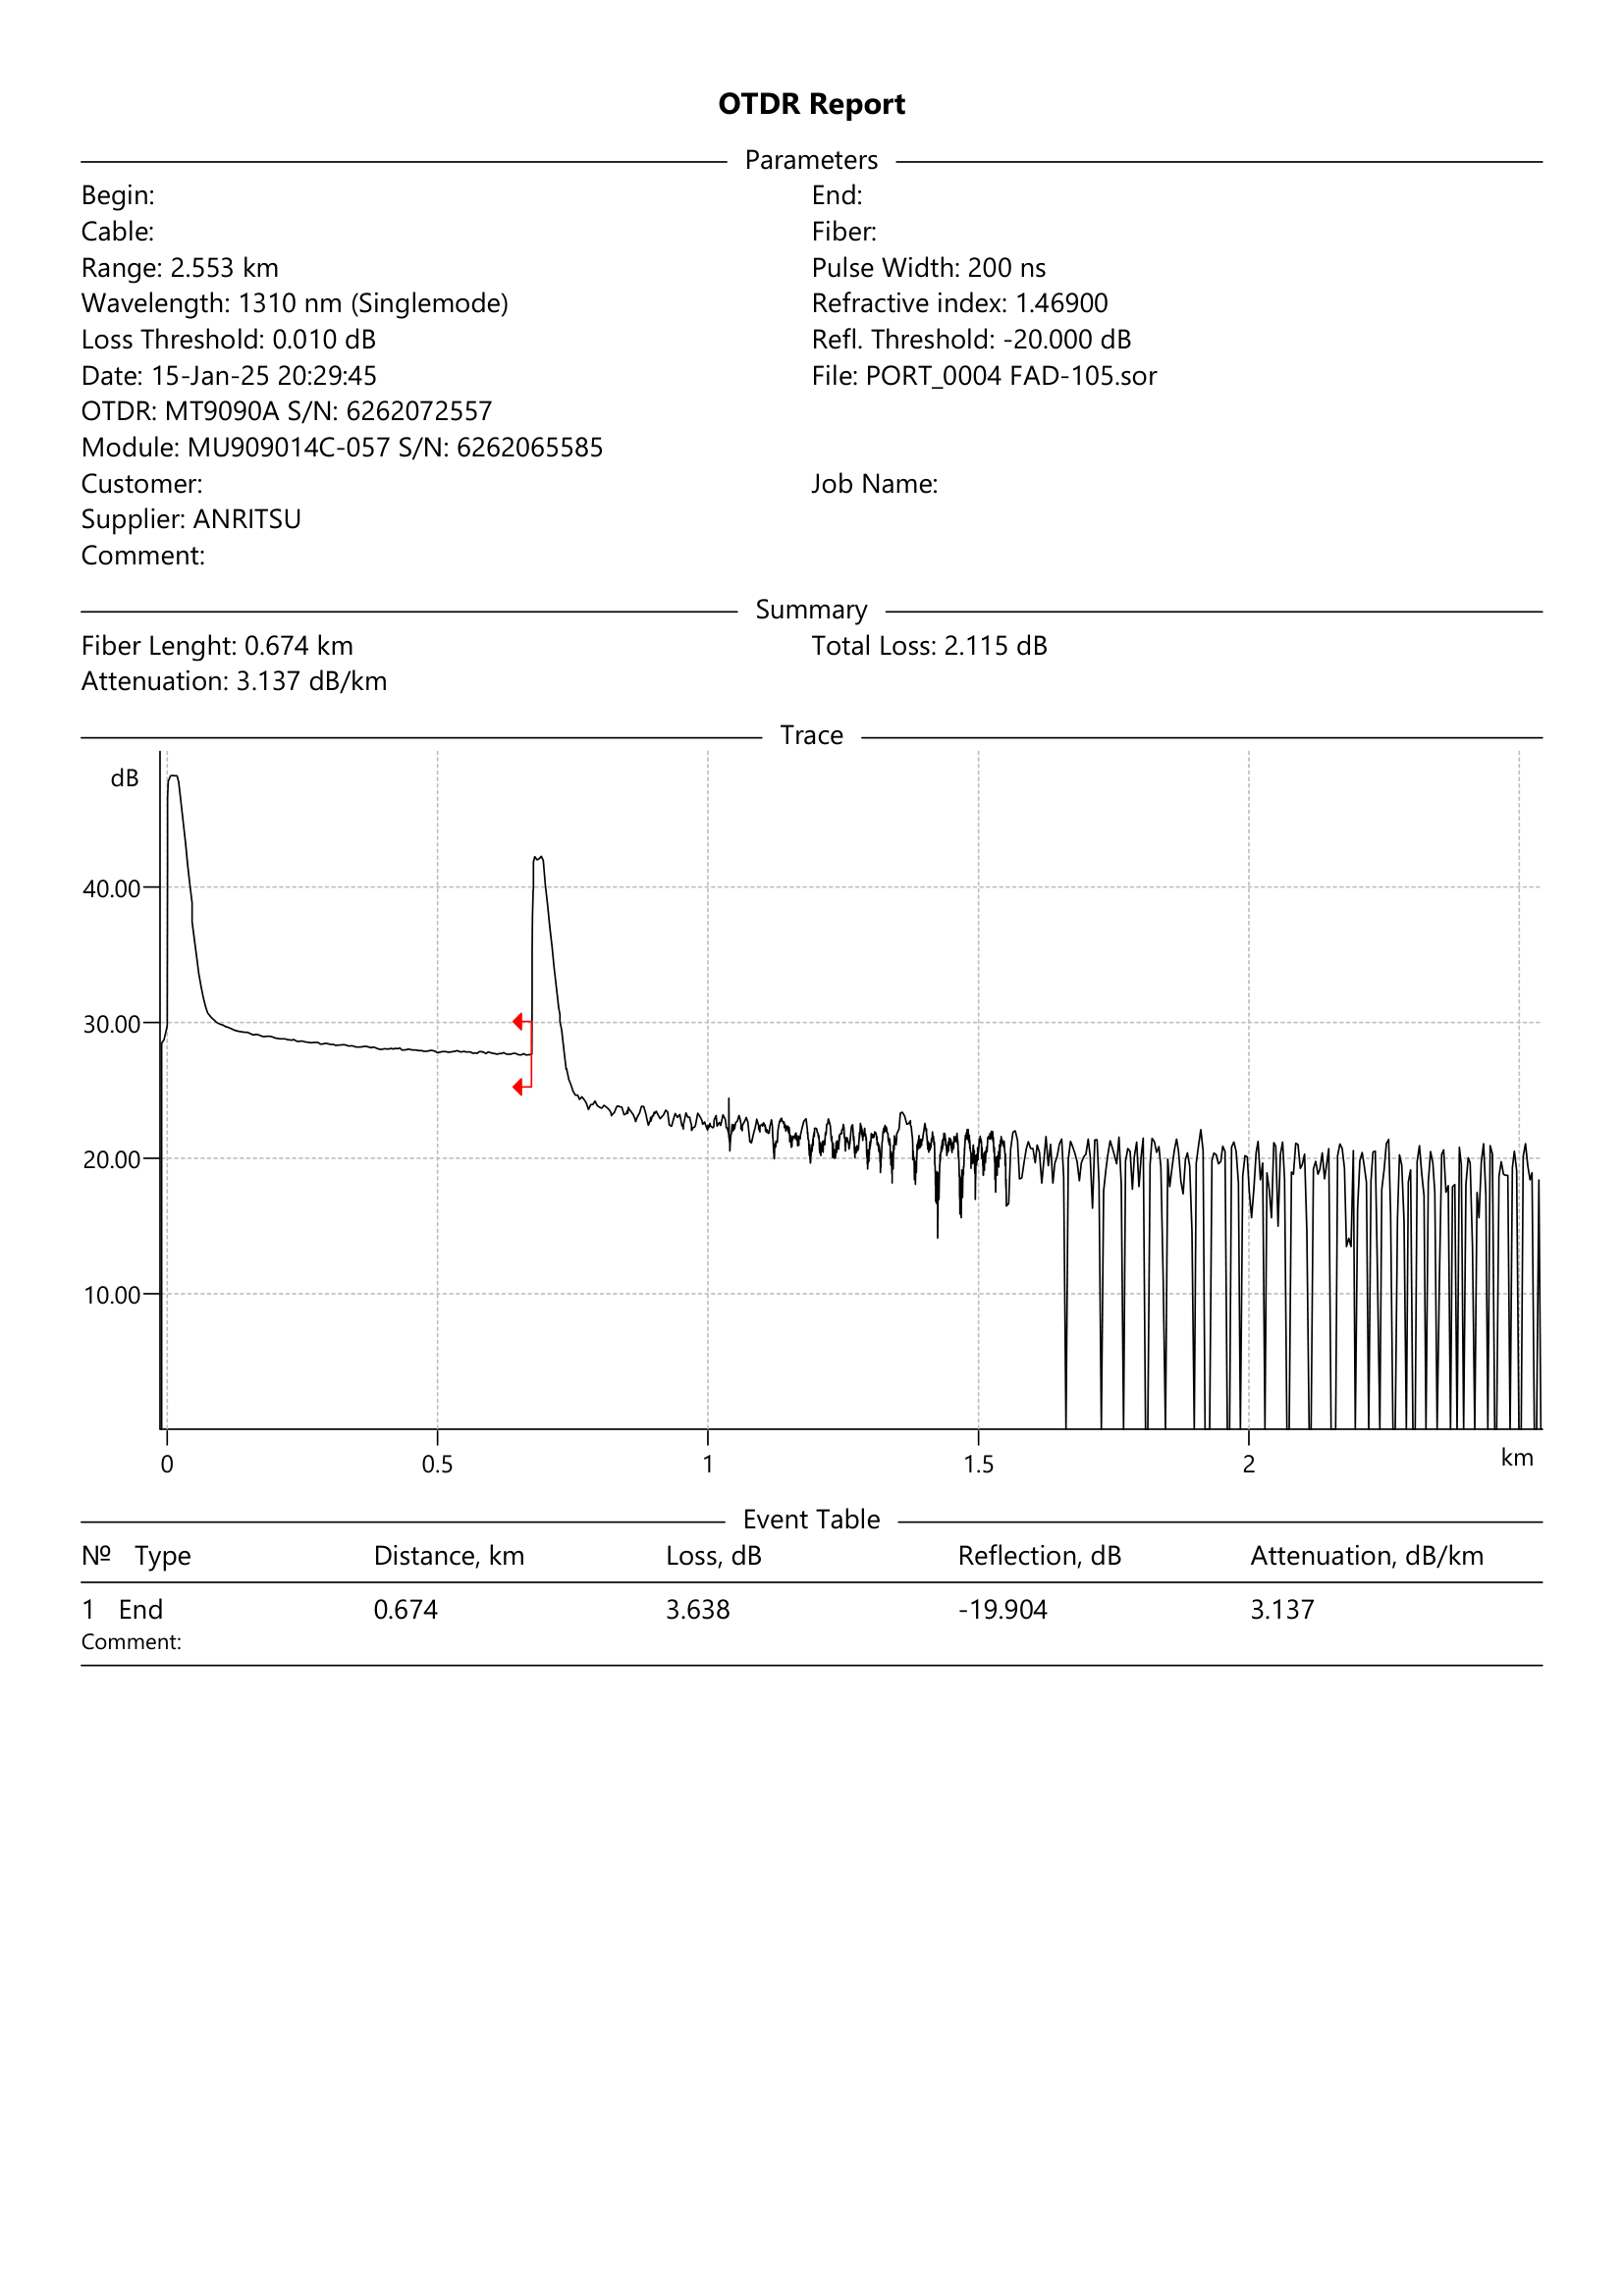 OTDR Report
Parameters
Begin: End:
Cable: Fiber:
Range: 2.553 km Pulse Width: 200 ns
Wavelength: 1310 nm (Singlemode) Refractive index: 1.46900
Loss Threshold: 0.010 dB Refl. Threshold: -20.000 dB
Date: 15-Jan-25 20:29:45 File: PORT_0004 FAD-105.sor
OTDR: MT9090A S/N: 6262072557
Module: MU909014C-057 S/N: 6262065585
Customer: Job Name:
Supplier: ANRITSU
Comment:
Summary
Fiber Lenght: 0.674 km Total Loss: 2.115 dB
Attenuation: 3.137 dB/km
Trace
dB
40.00
30.00
20.00
10.00
0 0.5 1 1.5 2 km
Event Table
Nº Type Distance, km Loss, dB Reflection, dB Attenuation, dB/km
1 End 0.674 3.638 -19.904 3.137
Comment: